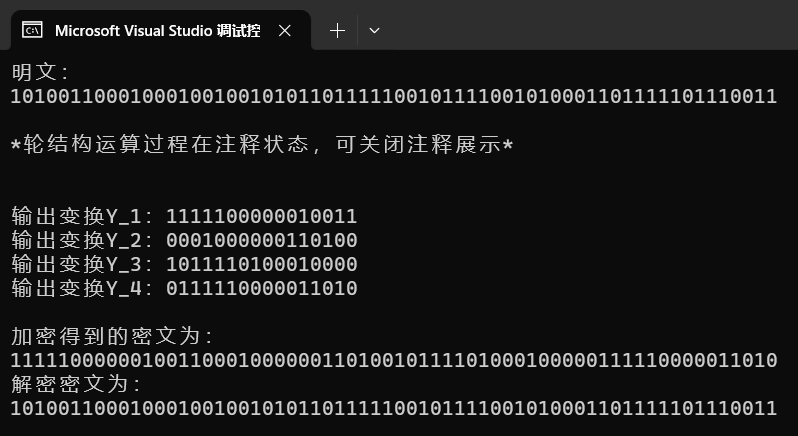 Microsoft Visual Studio 调试控
明文：
1010011000100010010010101101111100101111001010001101111101110011
*轮结构运算过程在注释状态，可关闭注释展示*
输出变换Y_1：1111100000010011
输出变换Y_2：0001000000110100
输出变换Y_3：1011110100010000
输出变换Y_4：0111110000011010
加密得到的密文为：
1111100000010011000100000011010010111101000100000111110000011010
解密密文为：
1010011000100010010010101101111100101111001010001101111101110011